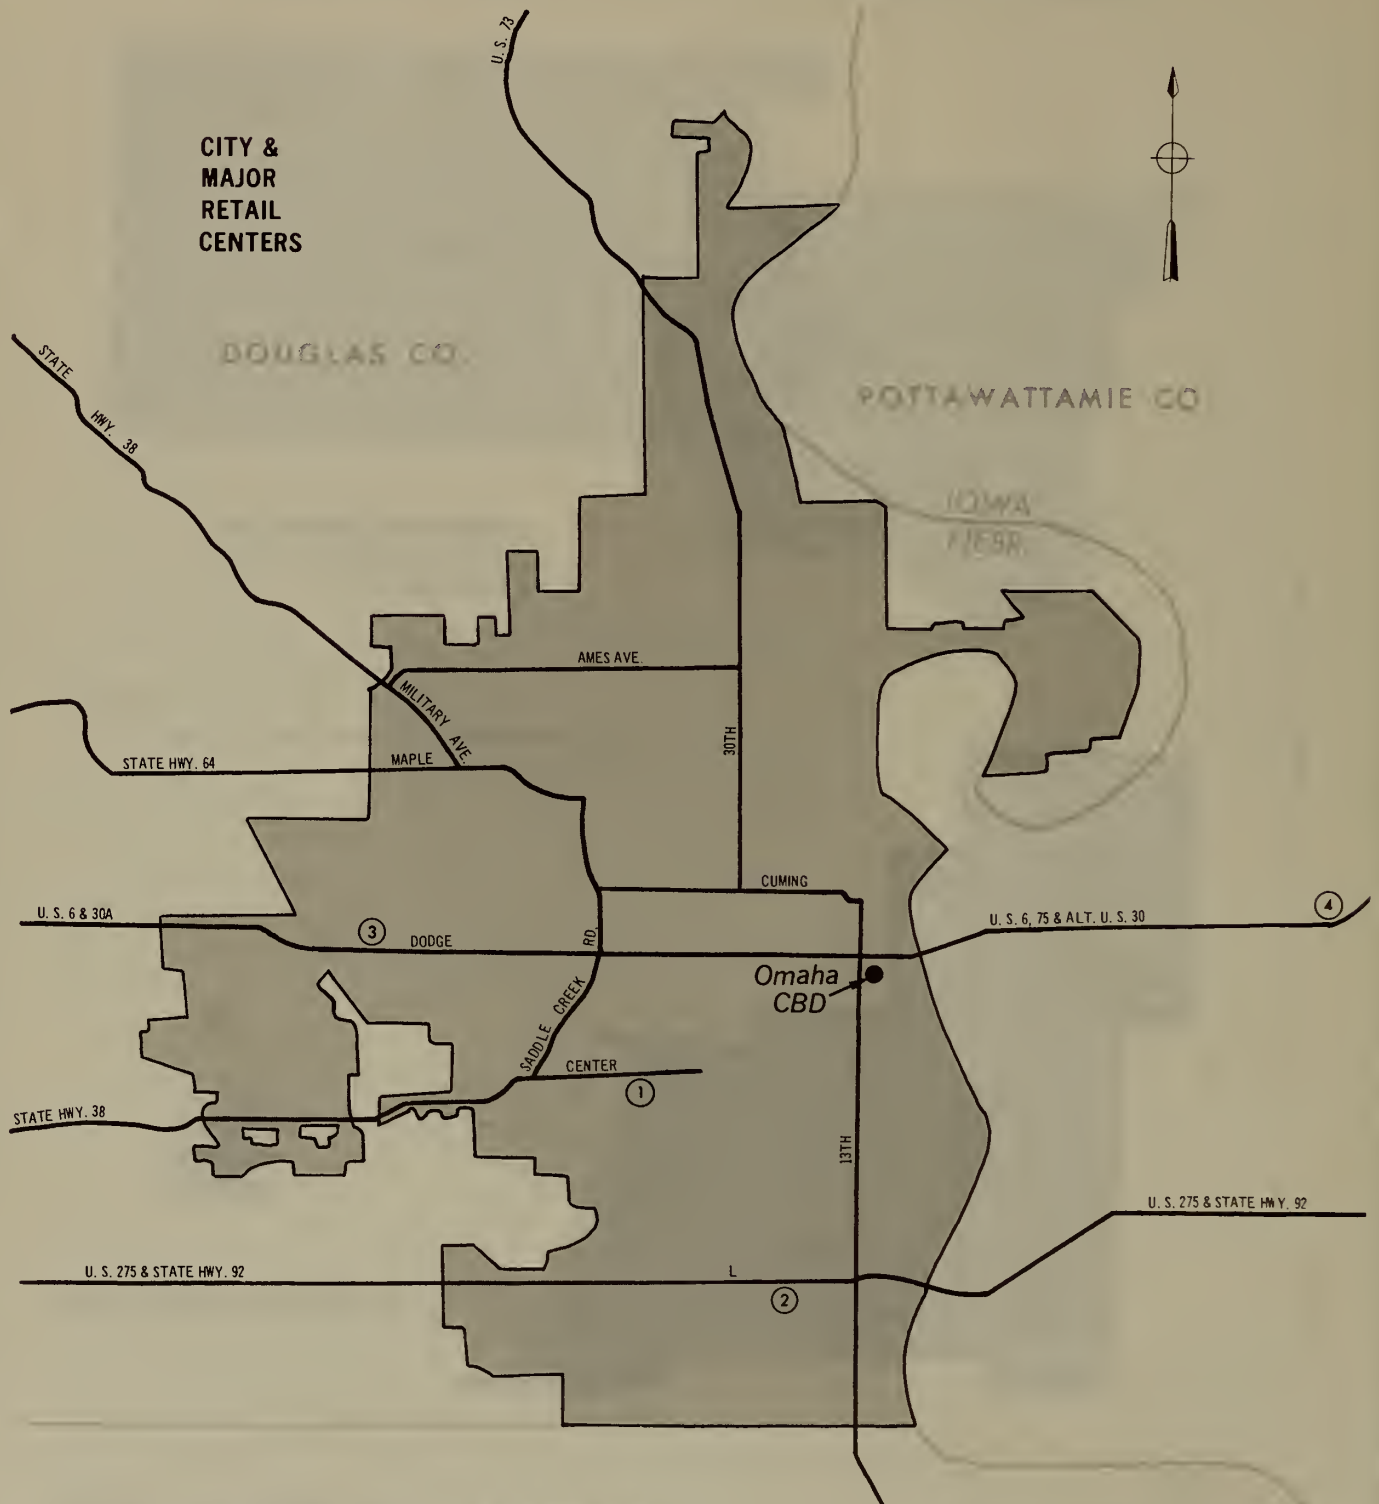 U. S. 73
CITY &
MAJOR
RETAIL
CENTERS
DOUGLAS CO.
POTTAWATTAMIE CO
STATE HWY. 38
IOWA
NEBR.
AMES AVE.
MILITARY AVE.
30TH
STATE HWY. 64
MAPLE
CUMING
U. S. 6 & 30A
3
DODGE
RD.
U. S. 6, 75 & ALT. U. S. 30
4
Omaha
CBD
SADDLE CREEK
CENTER
1
STATE HWY. 38
13TH
U. S. 275 & STATE HWY. 92
U. S. 275 & STATE HWY. 92
L
2